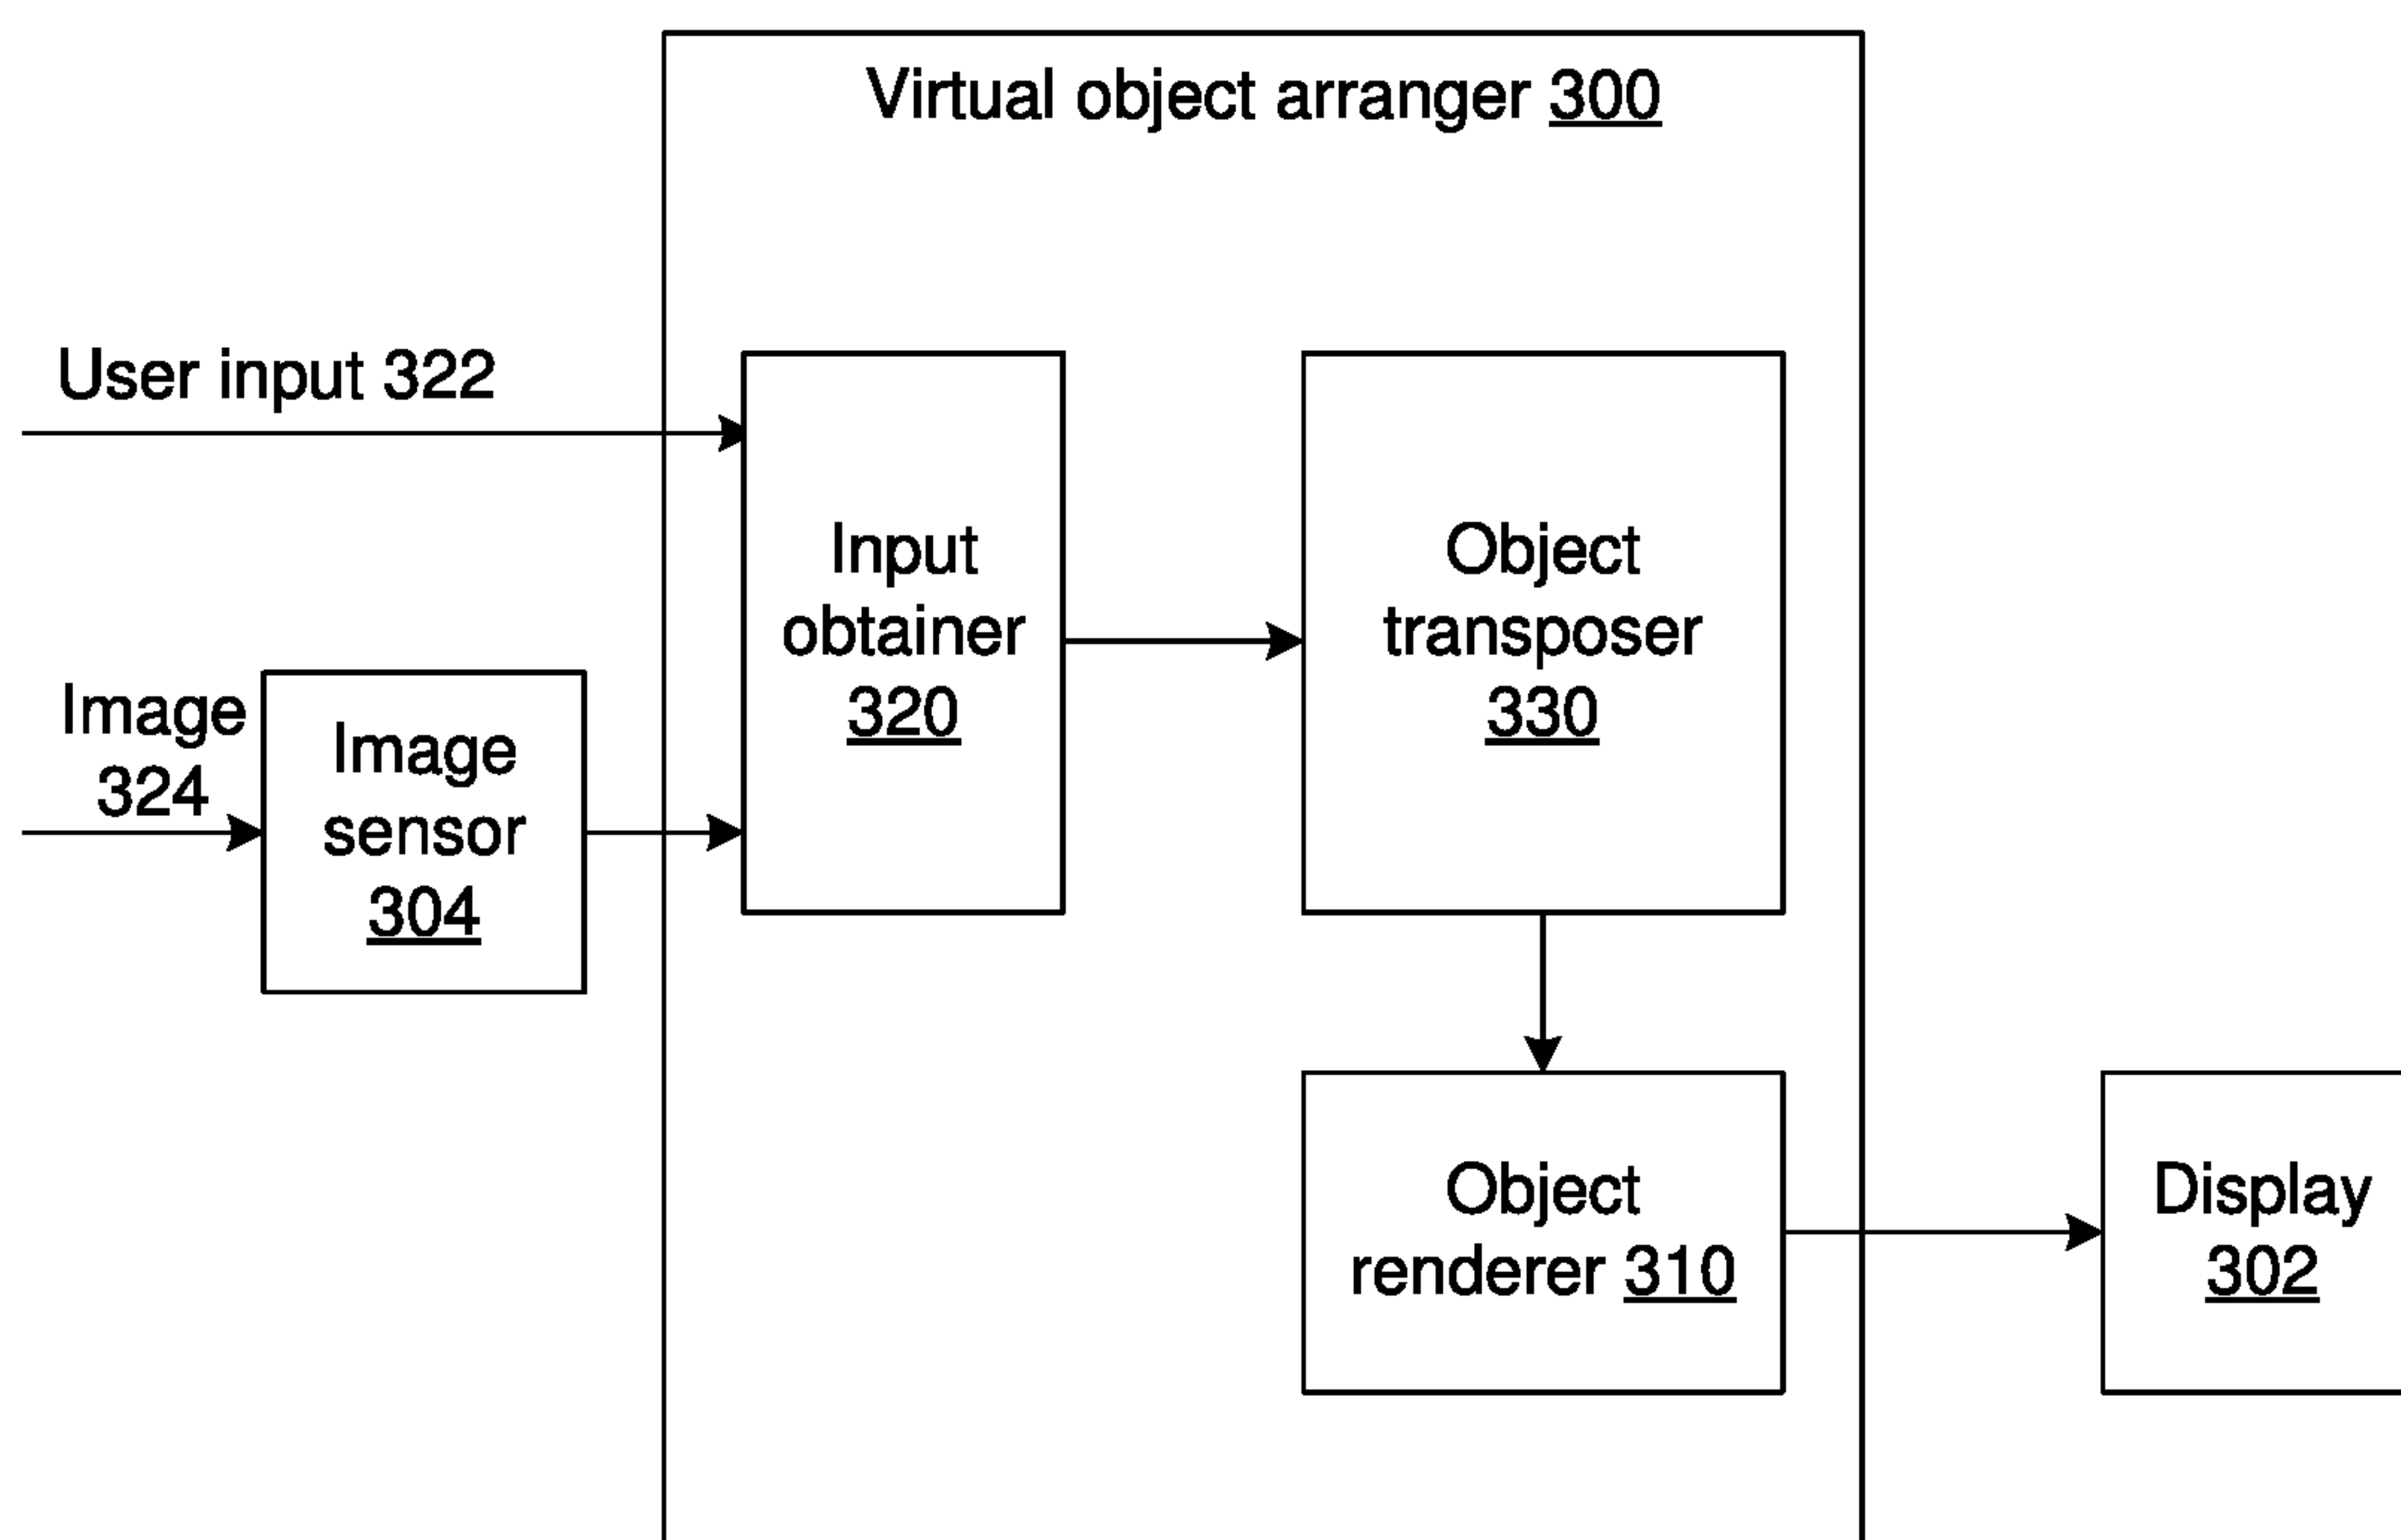 Virtual object arranger 300
User input 322
Input
obtainer
320
Object
transposer
330
Image
324
Image
sensor
304
Object
renderer 310
Display
302